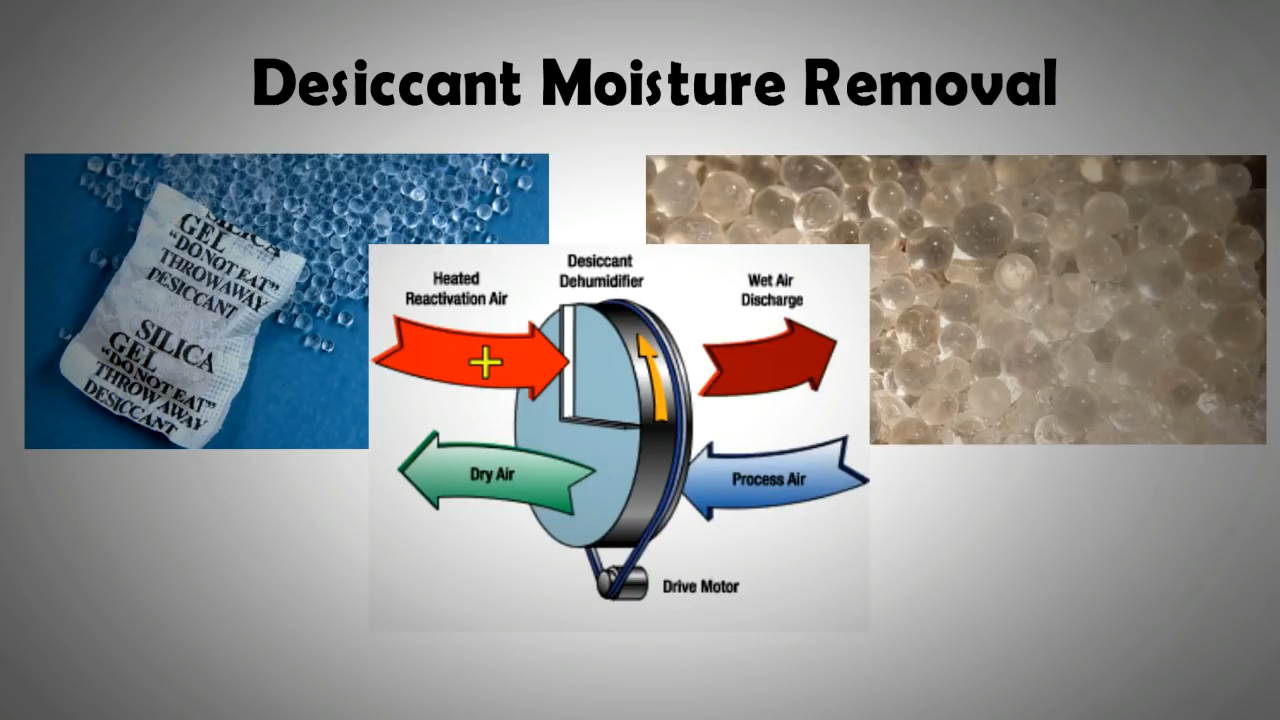 Desiccant Moisture Removal
SILICA
GEL
"DO NOT EAT"
THROW AWAY
DESICCANT
SILICA
GEL
"DO NOT EAT"
THROW AWAY
DESICCANT
Heated
Reactivation Air
Desiccant
Dehumidifier
Wet Air
Discharge
Dry Air
Process Air
Drive Motor